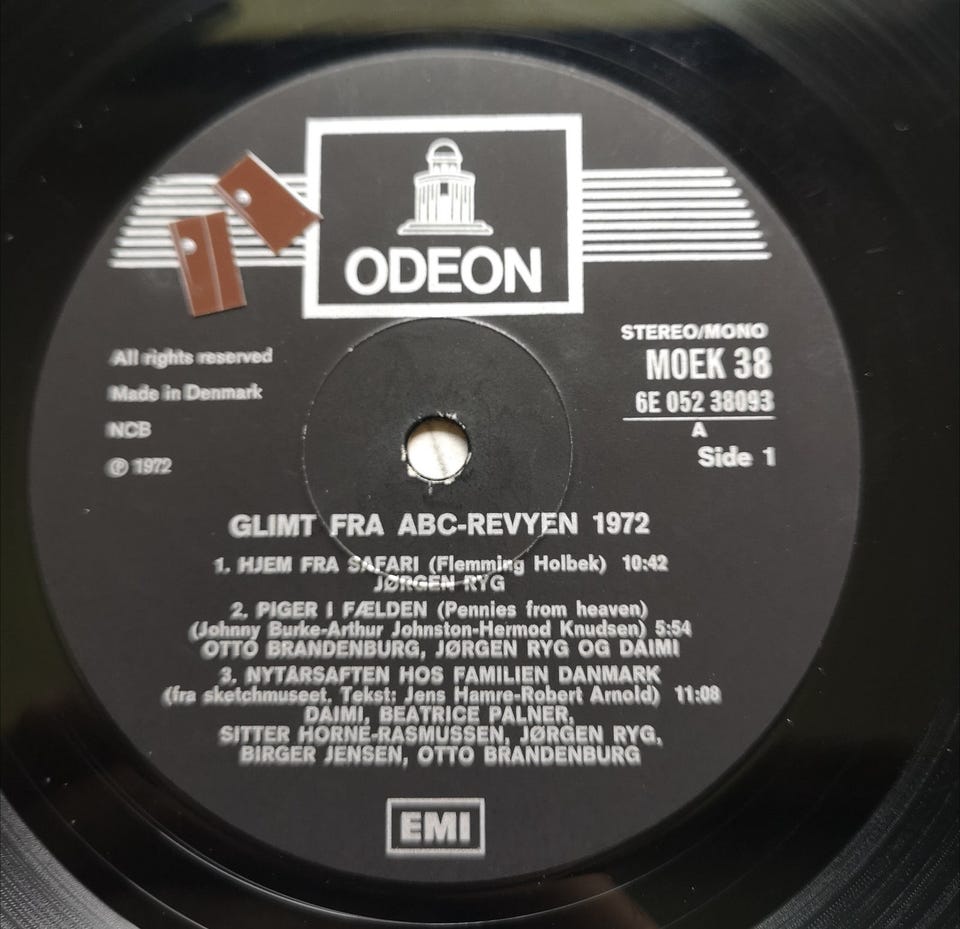 ODEON
STEREO/MONO
MOEK 38
6E 052 38093
A
Side 1
All rights reserved
Made in Denmark
NCB
℗ 1972
GLIMT FRA ABC-REVYEN 1972
1. HJEM FRA SAFARI (Flemming Holbek) 10:42
JØRGEN RYG
2. PIGER I FÆLDEN (Pennies from heaven)
(Johnny Burke-Arthur Johnston-Hermod Knudsen) 5:54
OTTO BRANDENBURG, JØRGEN RYG OG DAIMI
3. NYTARSAFTEN HOS FAMILIEN DANMARK
(fra sketchmuseet. Tekst: Jens Hamre-Robert Arnold) 11:08
DAIMI, BEATRICE PALNER,
SITTER HORNE-RASMUSSEN, JØRGEN RYG,
BIRGER JENSEN, OTTO BRANDENBURG
EMI